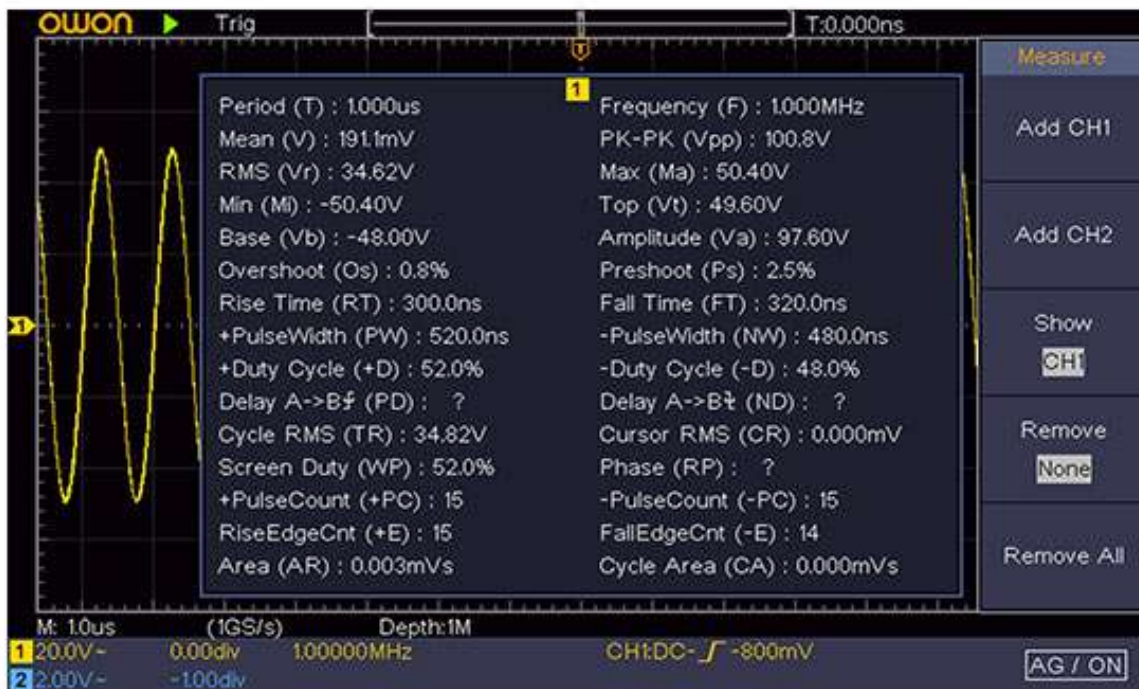 OWON Trig T:0.000ns
T
Measure
1
Period (T) : 1.000us Frequency (F) : 1.000MHz
Mean (V) : 191.1mV PK-PK (Vpp) : 100.8V
RMS (Vr) : 34.62V Max (Ma) : 50.40V
Min (Mi) : -50.40V Top (Vt) : 49.60V
Base (Vb) : -48.00V Amplitude (Va) : 97.60V
Overshoot (Os) : 0.8% Preshoot (Ps) : 2.5%
Rise Time (RT) : 300.0ns Fall Time (FT) : 320.0ns
+PulseWidth (PW) : 520.0ns -PulseWidth (NW) : 480.0ns
+Duty Cycle (+D) : 52.0% -Duty Cycle (-D) : 48.0%
Delay A->B (PD) : ? Delay A->B (ND) : ?
Cycle RMS (TR) : 34.82V Cursor RMS (CR) : 0.000mV
Screen Duty (WP) : 52.0% Phase (RP) : ?
+PulseCount (+PC) : 15 -PulseCount (-PC) : 15
RiseEdgeCnt (+E) : 15 FallEdgeCnt (-E) : 14
Area (AR) : 0.003mVs Cycle Area (CA) : 0.000mVs
1
Add CH1
Add CH2
Show
CH1
Remove
None
Remove All
M: 1.0us (1GS/s) Depth:1M
1 20.0V~ 0.00div 1.00000MHz CH1:DC- -800mV
2 2.00V~ -1.00div
AG / ON